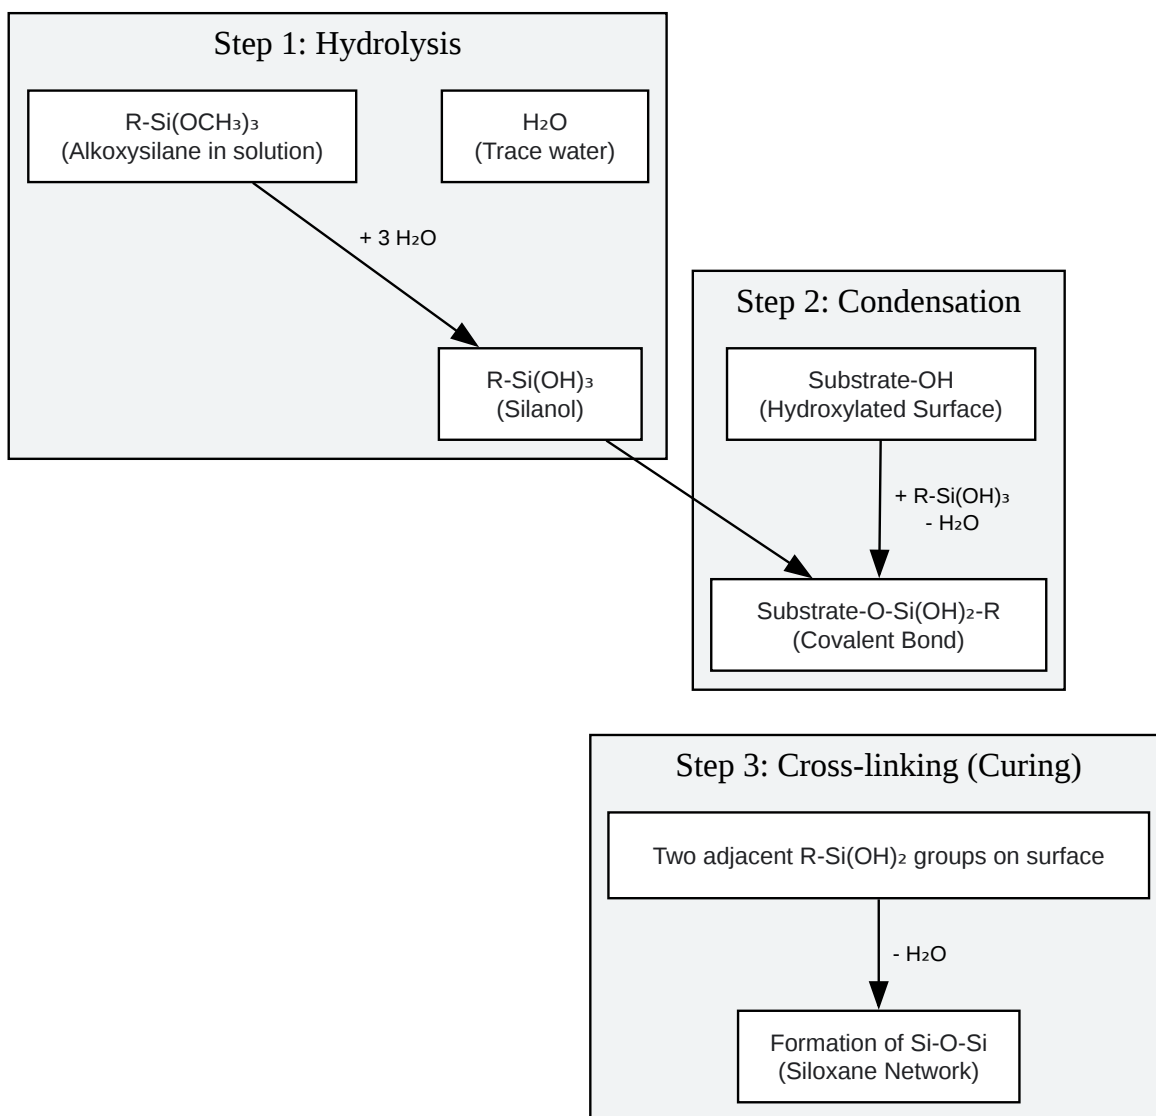 Step 1: Hydrolysis
R-Si(OCH₃)₃
(Alkoxysilane in solution)
H₂O
(Trace water)
+ 3 H₂O
R-Si(OH)₃
(Silanol)
Step 2: Condensation
Substrate-OH
(Hydroxylated Surface)
+ R-Si(OH)₃
- H₂O
Substrate-O-Si(OH)₂-R
(Covalent Bond)
Step 3: Cross-linking (Curing)
Two adjacent R-Si(OH)₂ groups on surface
- H₂O
Formation of Si-O-Si
(Siloxane Network)